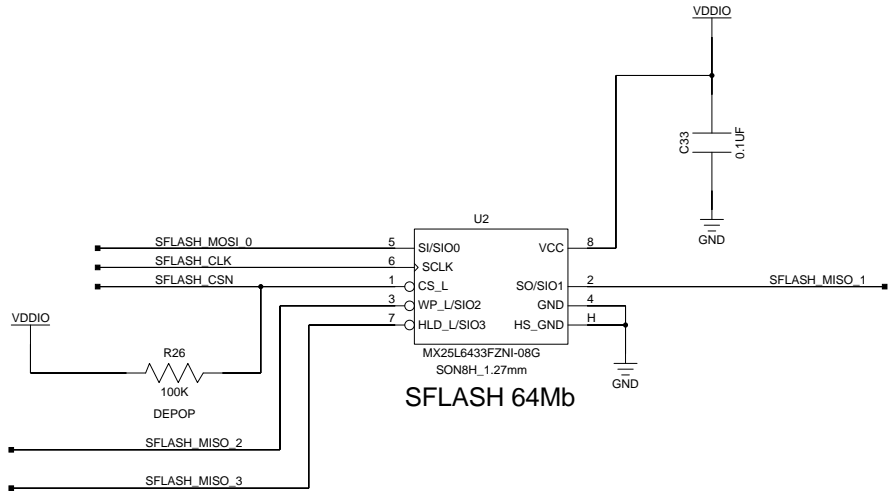 VDDIO
C33
0.1UF
GND
U2
SFLASH_MOSI_0
5
SI/SIO0
VCC
8
SFLASH_CLK
6
SCLK
SFLASH_CSN
1
CS_L
SO/SIO1
2
SFLASH_MISO_1
3
WP_L/SIO2
GND
4
7
HLD_L/SIO3
HS_GND
H
VDDIO
R26
100K
DEPOP
MX25L6433FZNI-08G
SON8H_1.27mm
SFLASH 64Mb
GND
SFLASH_MISO_2
SFLASH_MISO_3